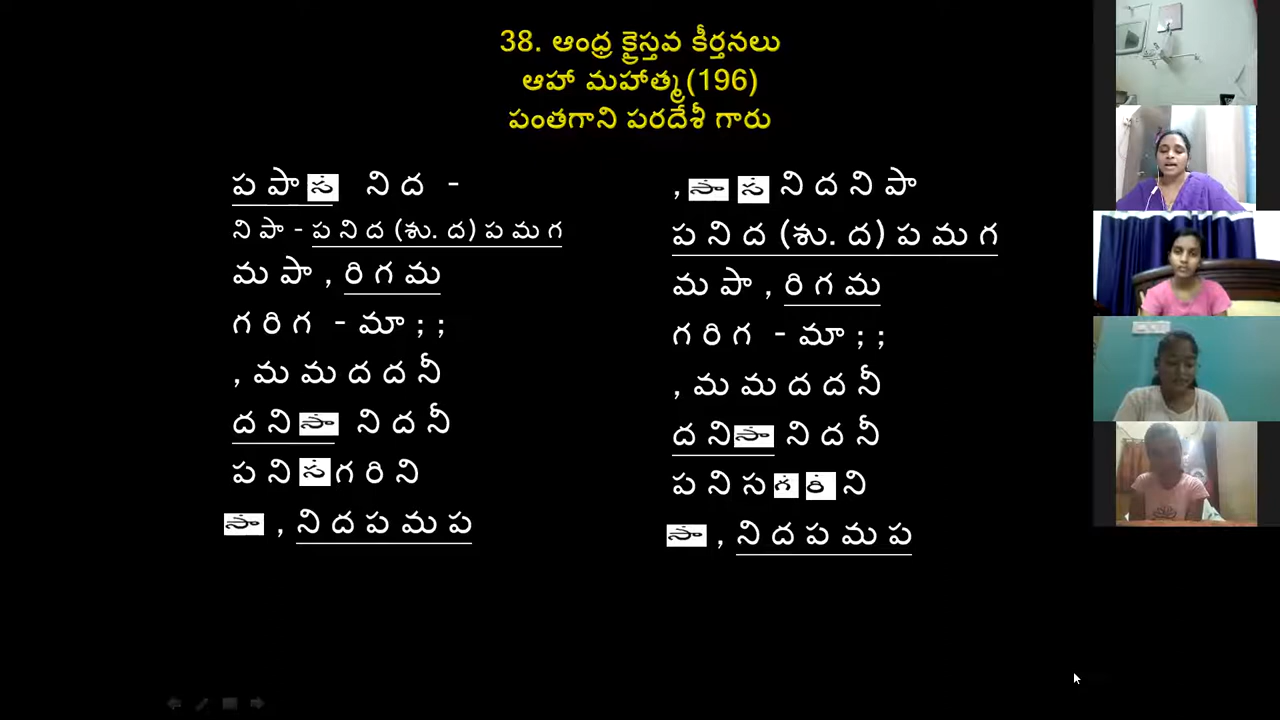 38. ఆంధ్ర క్రైస్తవ కీర్తనలు
ఆహా మహాత్మ (196)
పంతగాని పరదేశీ గారు
ప పా స̇ ని ద -
ని పా - ప ని ద (శు. ద) ప మ గ
మ పా , రి గ మ
గ రి గ - మా ; ;
, మ మ ద ద నీ
ద ని సా̇ ని ద నీ
ప ని స̇ గ రి ని
సా̇ , ని ద ప మ ప
, సా̇ స̇ ని ద ని పా
ప ని ద (శు. ద) ప మ గ
మ పా , రి గ మ
గ రి గ - మా ; ;
, మ మ ద ద నీ
ద ని సా̇ ని ద నీ
ప ని స గ̇ రి̇ ని
సా̇ , ని ద ప మ ప